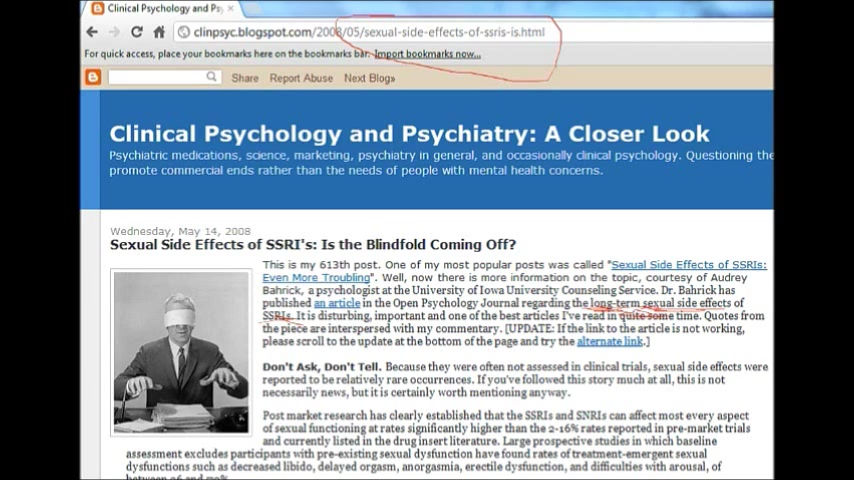 Clinical Psychology and Psy
clinpsyc.blogspot.com/2008/05/sexual-side-effects-of-ssris-is.html
For quick access, place your bookmarks here on the bookmarks bar. Import bookmarks now...
Share Report Abuse Next Blog»
Clinical Psychology and Psychiatry: A Closer Look
Psychiatric medications, science, marketing, psychiatry in general, and occasionally clinical psychology. Questioning the
promote commercial ends rather than the needs of people with mental health concerns.
Wednesday, May 14, 2008
Sexual Side Effects of SSRI's: Is the Blindfold Coming Off?
This is my 613th post. One of my most popular posts was called "Sexual Side Effects of SSRIs:
Even More Troubling". Well, now there is more information on the topic, courtesy of Audrey
Bahrick, a psychologist at the University of Iowa University Counseling Service. Dr. Bahrick has
published an article in the Open Psychology Journal regarding the long-term sexual side effects of
SSRIs. It is disturbing, important and one of the best articles I've read in quite some time. Quotes from
the piece are interspersed with my commentary. [UPDATE: If the link to the article is not working,
please scroll to the update at the bottom of the page and try the alternate link.]
Don't Ask, Don't Tell. Because they were often not assessed in clinical trials, sexual side effects were
reported to be relatively rare occurrences. If you've followed this story much at all, this is not
necessarily news, but it is certainly worth mentioning anyway.
Post market research has clearly established that the SSRIs and SNRIs can affect most every aspect
of sexual functioning at rates significantly higher than the 2-16% rates reported in pre-market trials
and currently listed in the drug insert literature. Large prospective studies in which baseline
assessment excludes participants with pre-existing sexual dysfunction have found rates of treatment-emergent sexual
dysfunctions such as decreased libido, delayed orgasm, anorgasmia, erectile dysfunction, and difficulties with arousal, of
between